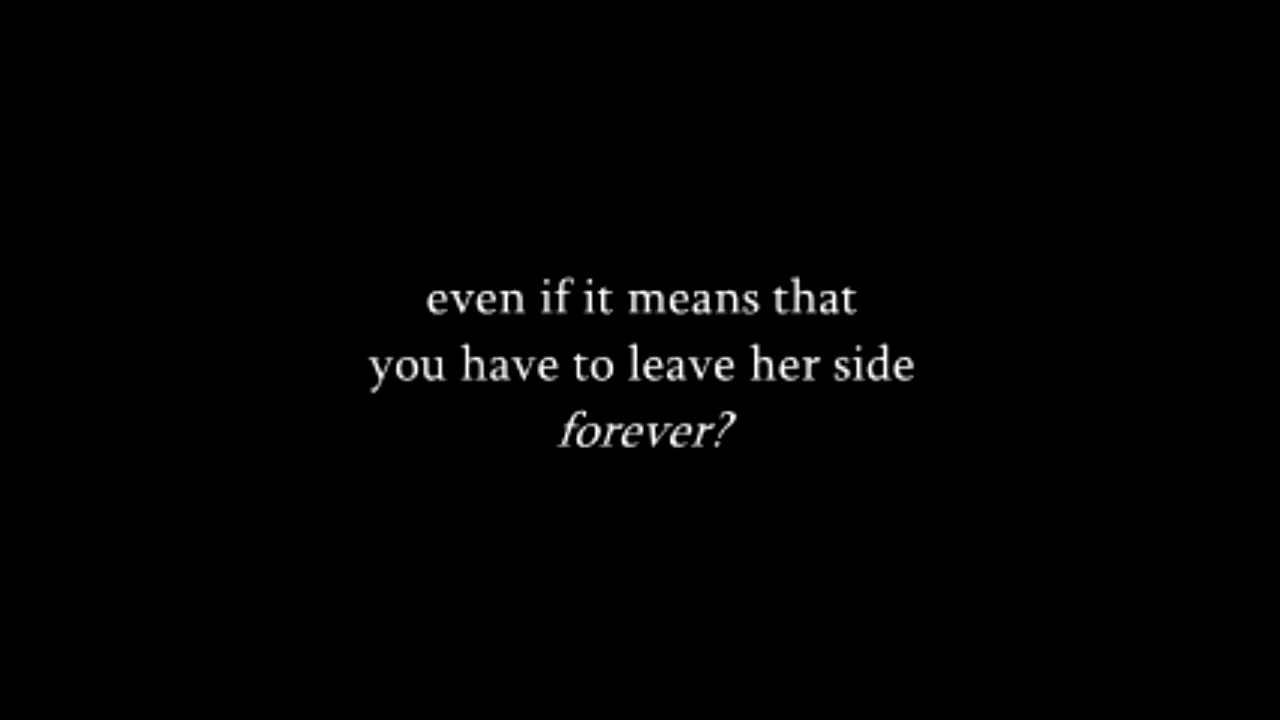 even if it means that
you have to leave her side
forever?